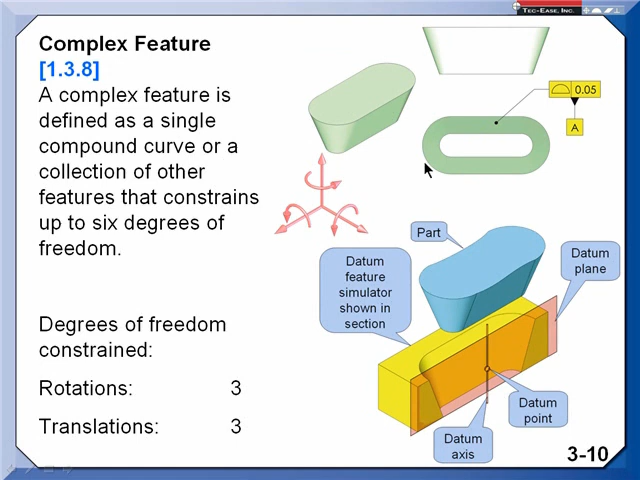 TEC-EASE, INC.
Complex Feature
[1.3.8]
A complex feature is
defined as a single
compound curve or a
collection of other
features that constrains
up to six degrees of
freedom.
0.05
A
Part
Datum
feature
simulator
shown in
section
Datum
plane
Datum
point
Datum
axis
Degrees of freedom
constrained:
Rotations: 3
Translations: 3
3-10